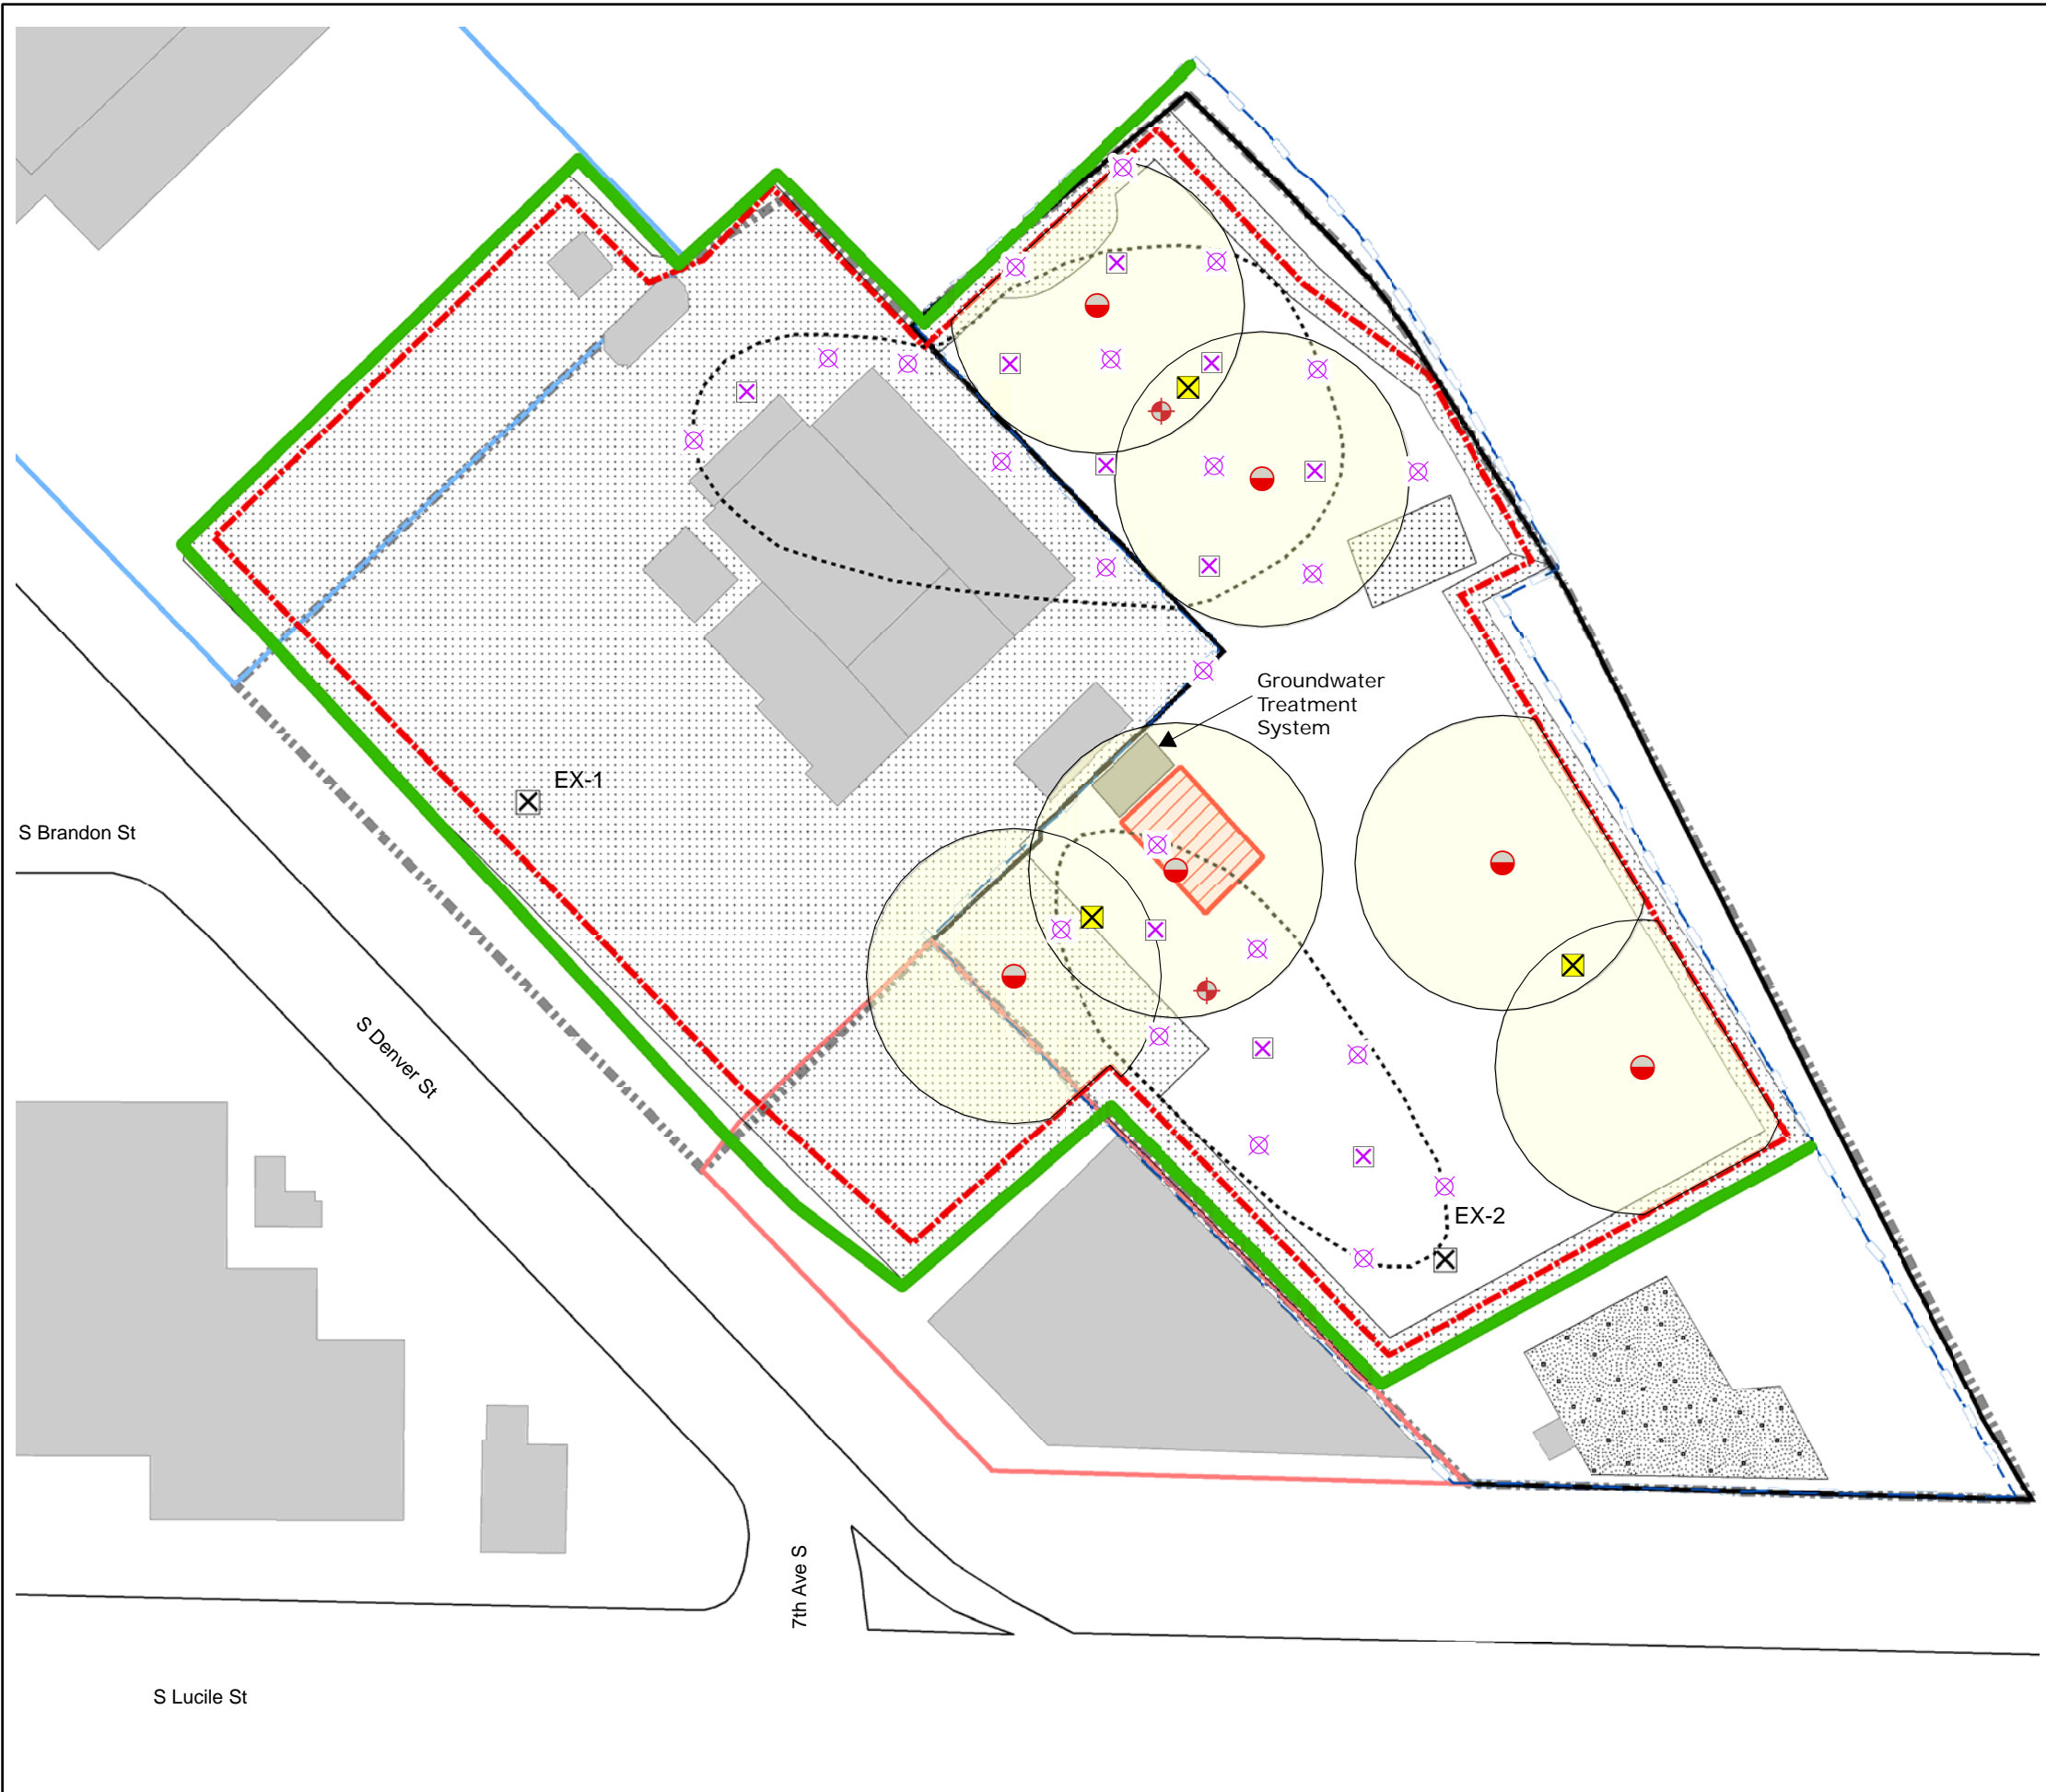 Groundwater
Treatment
System
EX-1
S Brandon St
S Denver St
EX-2
7th Ave S
S Lucile St